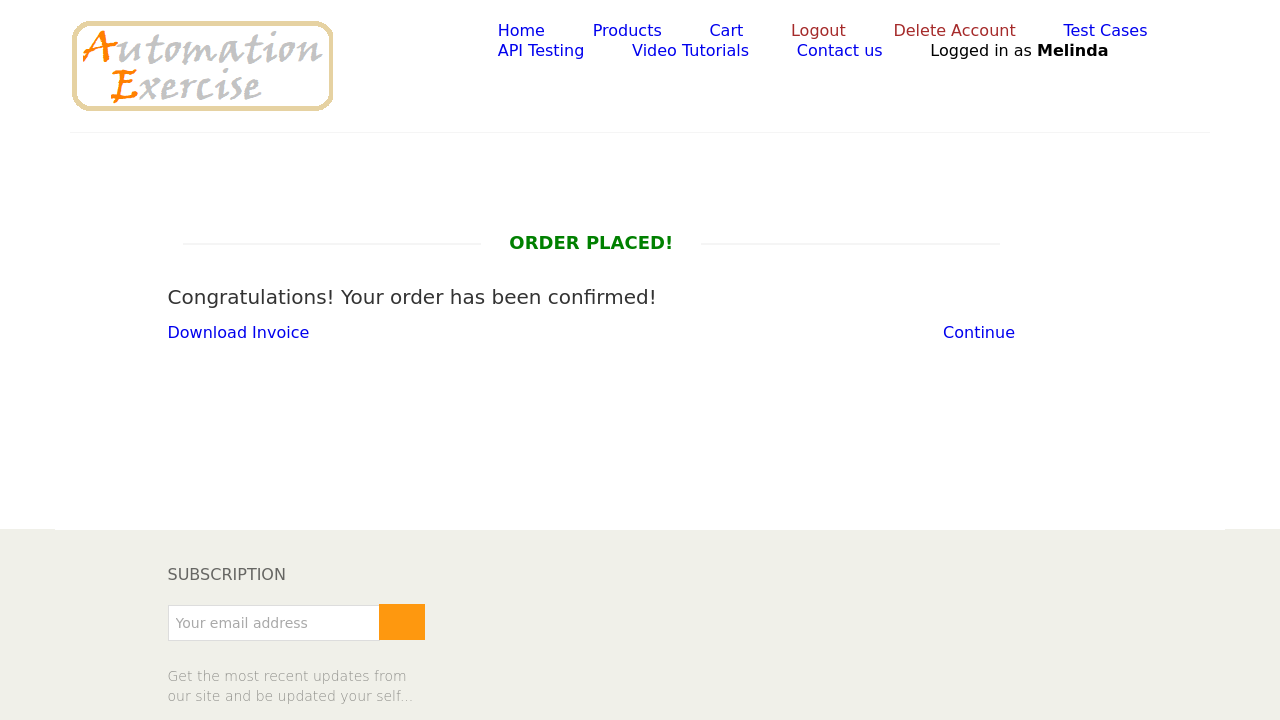 Automation
Exercise
Home Products Cart Logout Delete Account Test Cases
API Testing Video Tutorials Contact us Logged in as Melinda
ORDER PLACED!
Congratulations! Your order has been confirmed!
Download Invoice Continue
SUBSCRIPTION
Your email address
Get the most recent updates from
our site and be updated your self...